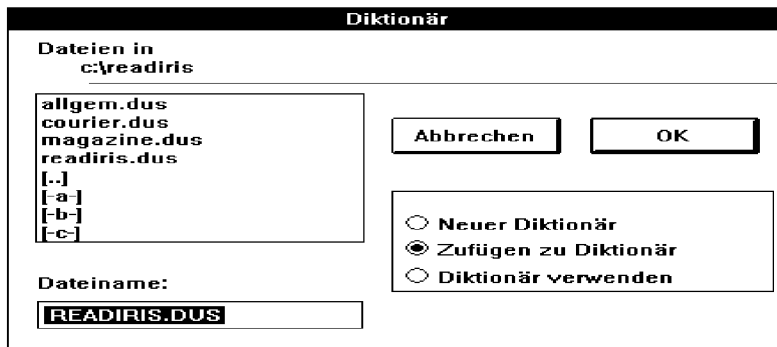 Diktionär
Dateien in
c:\readiris
allgem.dus
courier.dus
magazine.dus
readiris.dus
[..]
[-a-]
[-b-]
[-c-]
Abbrechen
OK
Neuer Diktionär
Zufügen zu Diktionär
Diktionär verwenden
Dateiname:
READIRIS.DUS